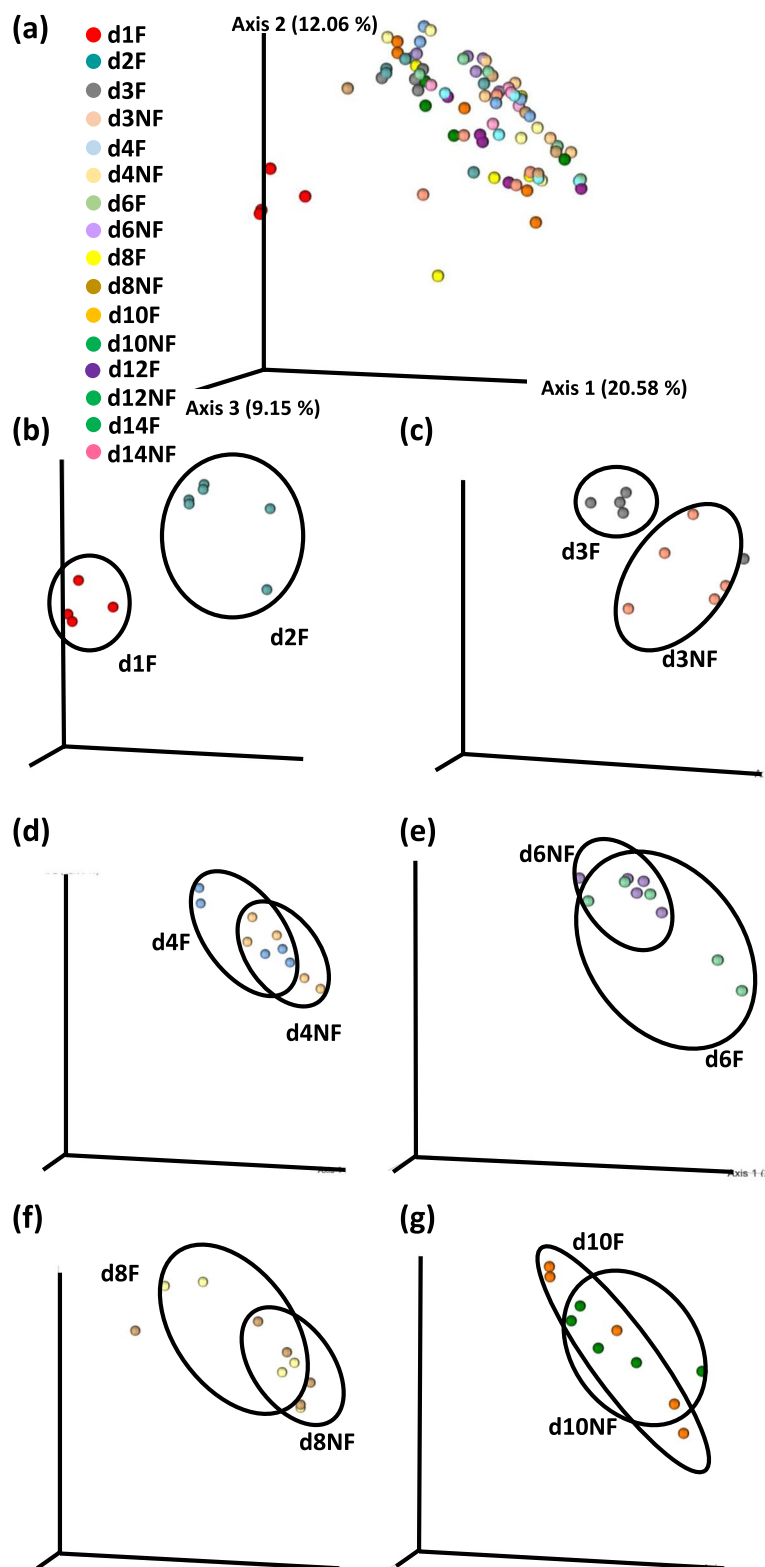 (a)
Axis 2 (12.06 %)
d1F
d2F
d3F
d3NF
d4F
d4NF
d6F
d6NF
d8F
d8NF
d10F
d10NF
d12F
d12NF
d14F
d14NF
Axis 1 (20.58 %)
Axis 3 (9.15 %)
(b)
d1F
d2F
(c)
d3F
d3NF
(d)
d4F
d4NF
(e)
d6NF
d6F
Axis 1 (
(f)
d8F
d8NF
(g)
d10F
d10NF